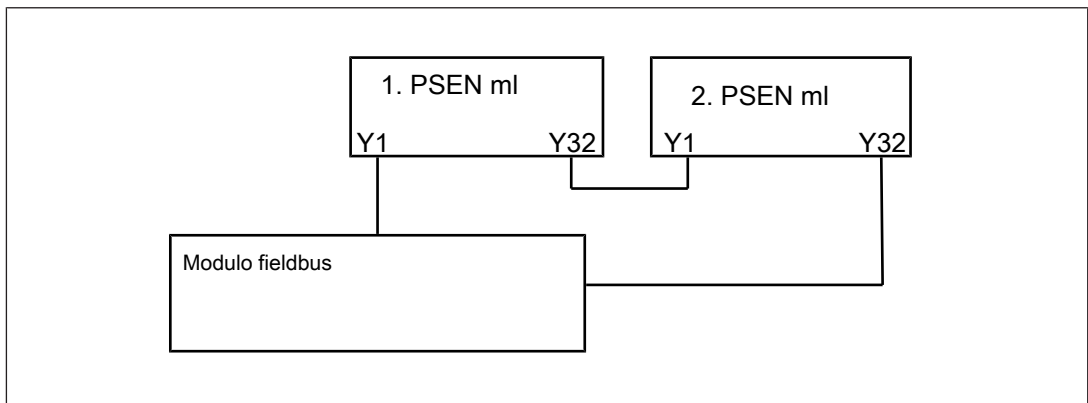 1. PSEN ml
2. PSEN ml
Y1 Y32 Y1 Y32
Modulo fieldbus